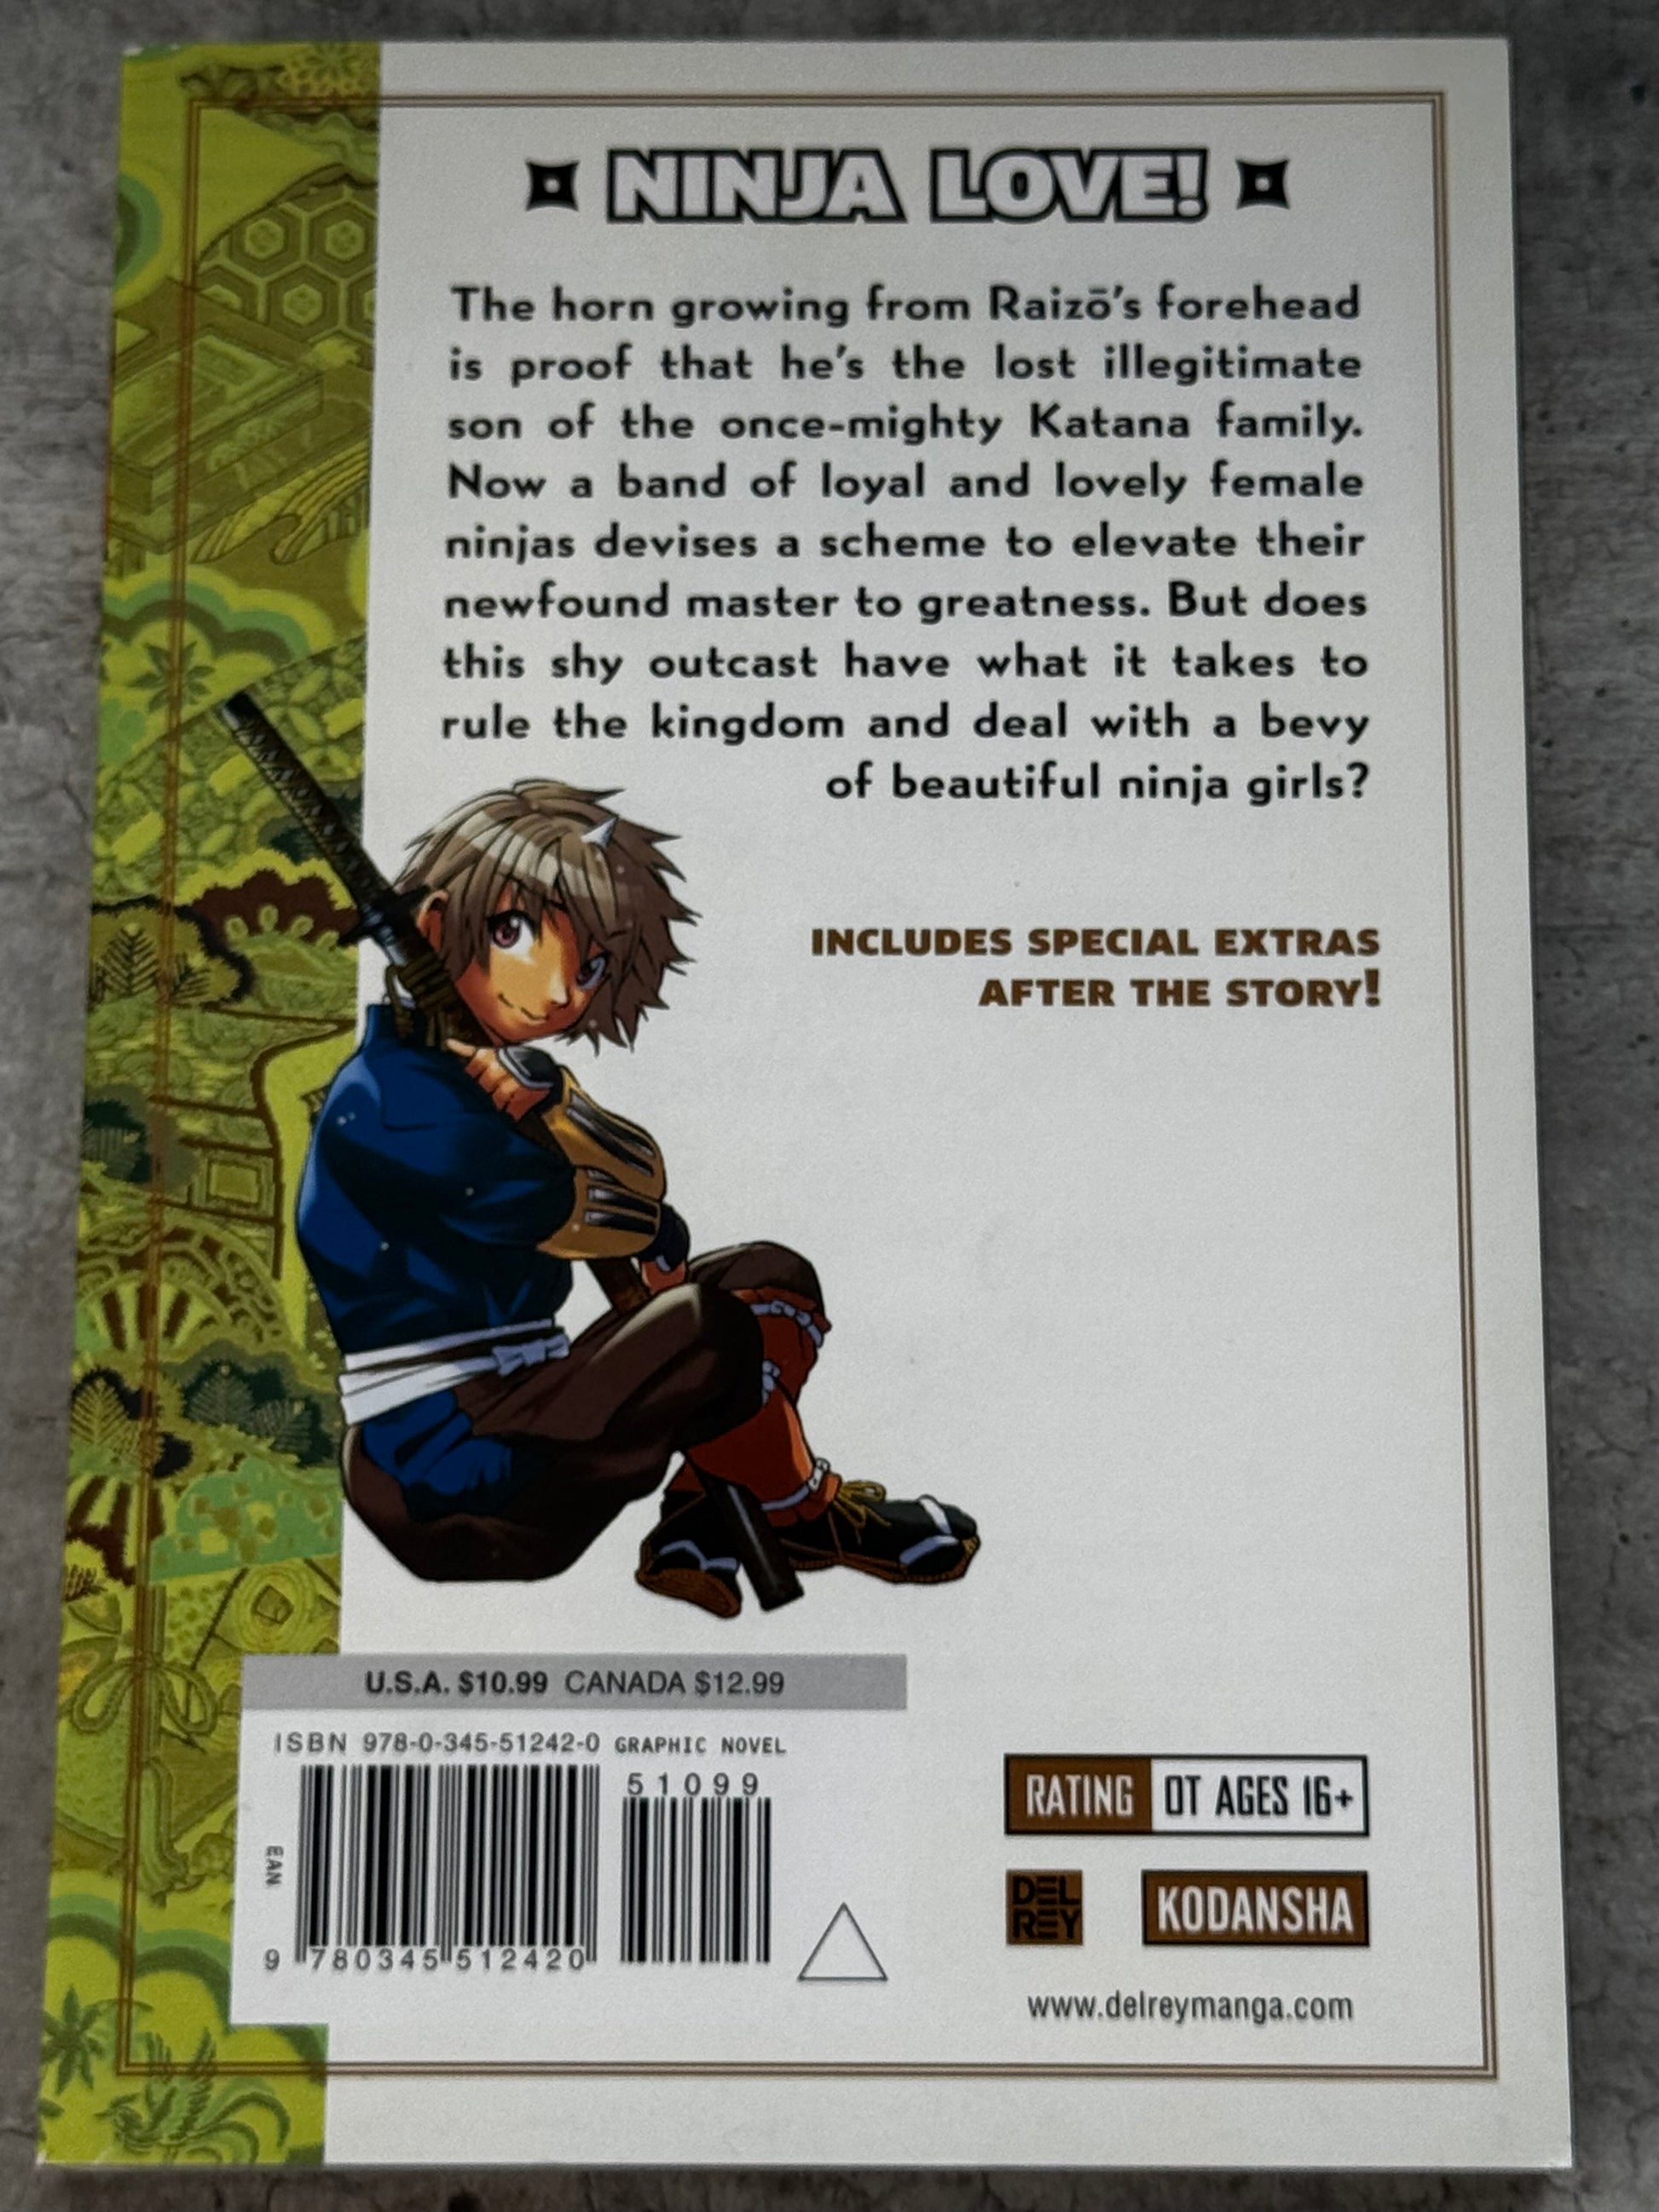 NINJA LOVE!
The horn growing from Raizō's forehead
is proof that he's the lost illegitimate
son of the once-mighty Katana family.
Now a band of loyal and lovely female
ninjas devises a scheme to elevate their
newfound master to greatness. But does
this shy outcast have what it takes to
rule the kingdom and deal with a bevy
of beautiful ninja girls?
INCLUDES SPECIAL EXTRAS
AFTER THE STORY!
U.S.A. $10.99 CANADA $12.99
ISBN 978-0-345-51242-0 GRAPHIC NOVEL
51099
EAN
9 780345 512420
RATING OT AGES 16+
DEL
REY
KODANSHA
www.delreymanga.com